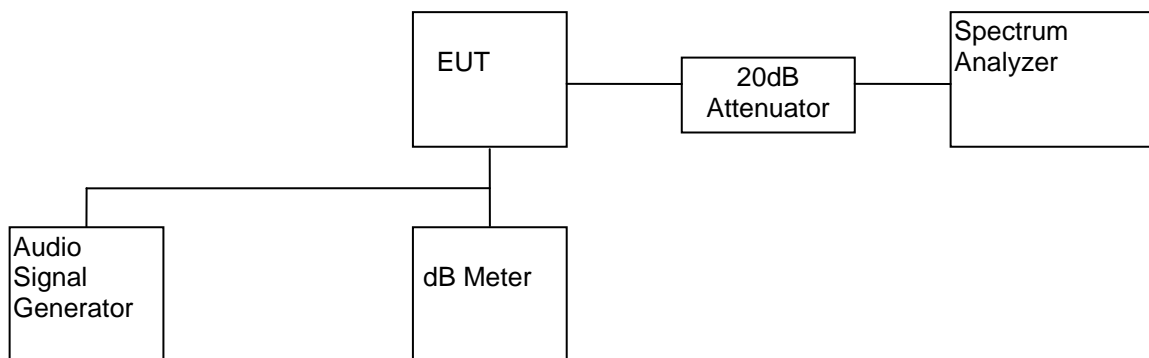 EUT
20dB
Attenuator
Spectrum
Analyzer
Audio
Signal
Generator
dB Meter